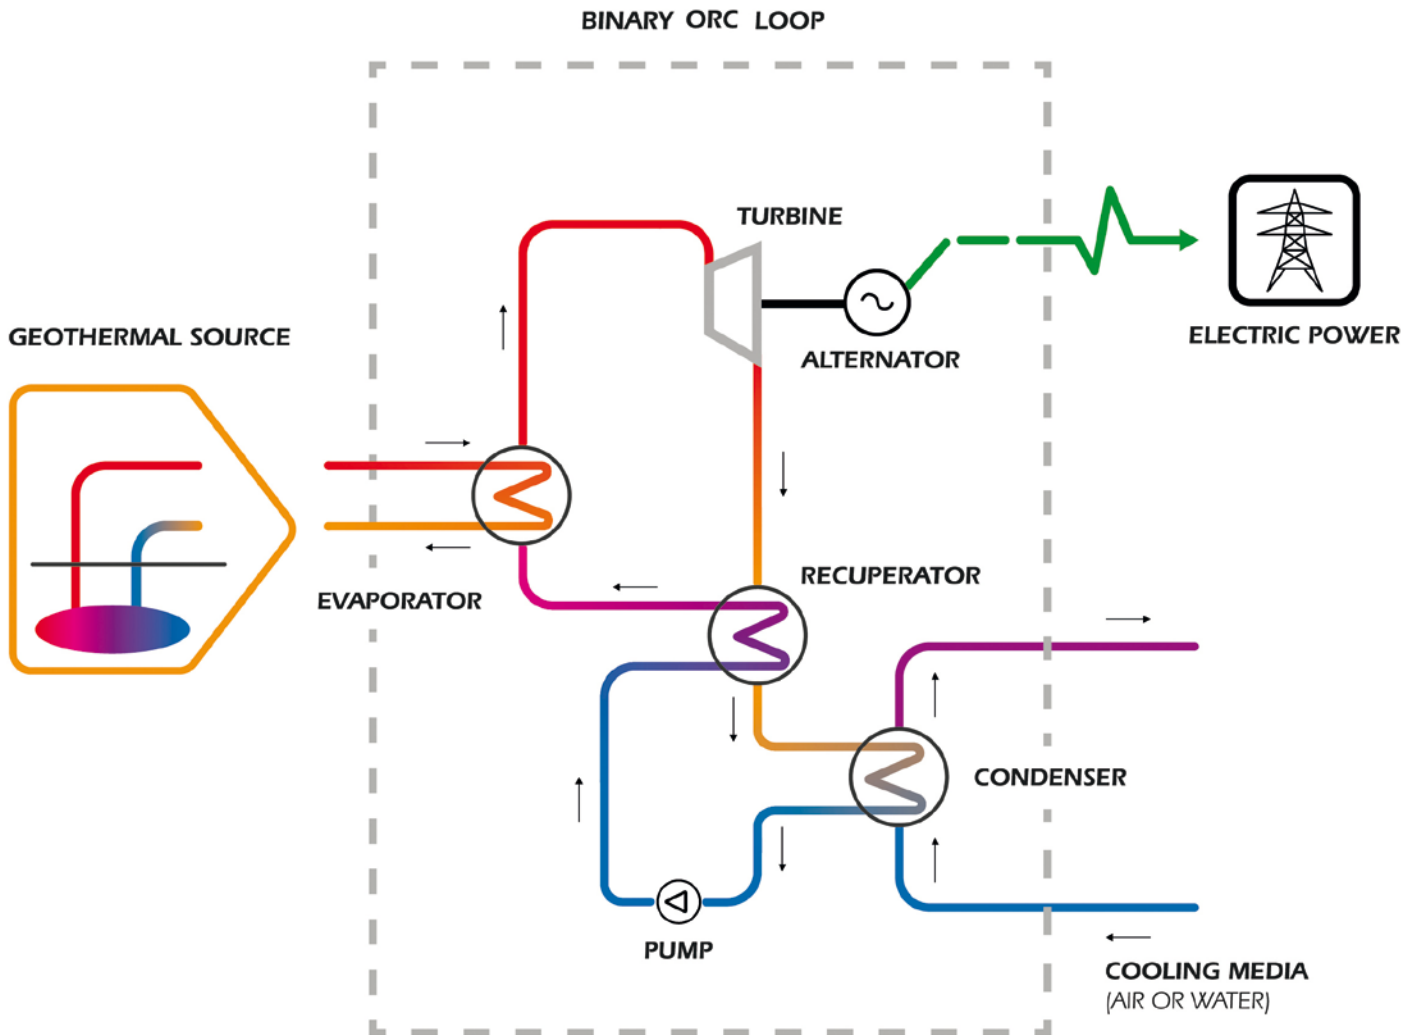 BINARY ORC LOOP
TURBINE
GEOTHERMAL SOURCE
ALTERNATOR
ELECTRIC POWER
EVAPORATOR
RECUPERATOR
CONDENSER
PUMP
COOLING MEDIA
(AIR OR WATER)